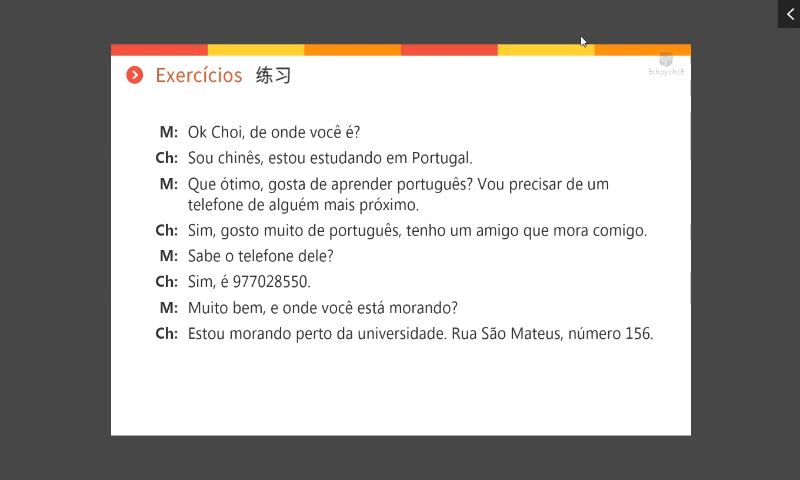 Exercícios 练习
M: Ok Choi, de onde você é?
Ch: Sou chinês, estou estudando em Portugal.
M: Que ótimo, gosta de aprender português? Vou precisar de um
telefone de alguém mais próximo.
Ch: Sim, gosto muito de português, tenho um amigo que mora comigo.
M: Sabe o telefone dele?
Ch: Sim, é 977028550.
M: Muito bem, e onde você está morando?
Ch: Estou morando perto da universidade. Rua São Mateus, número 156.